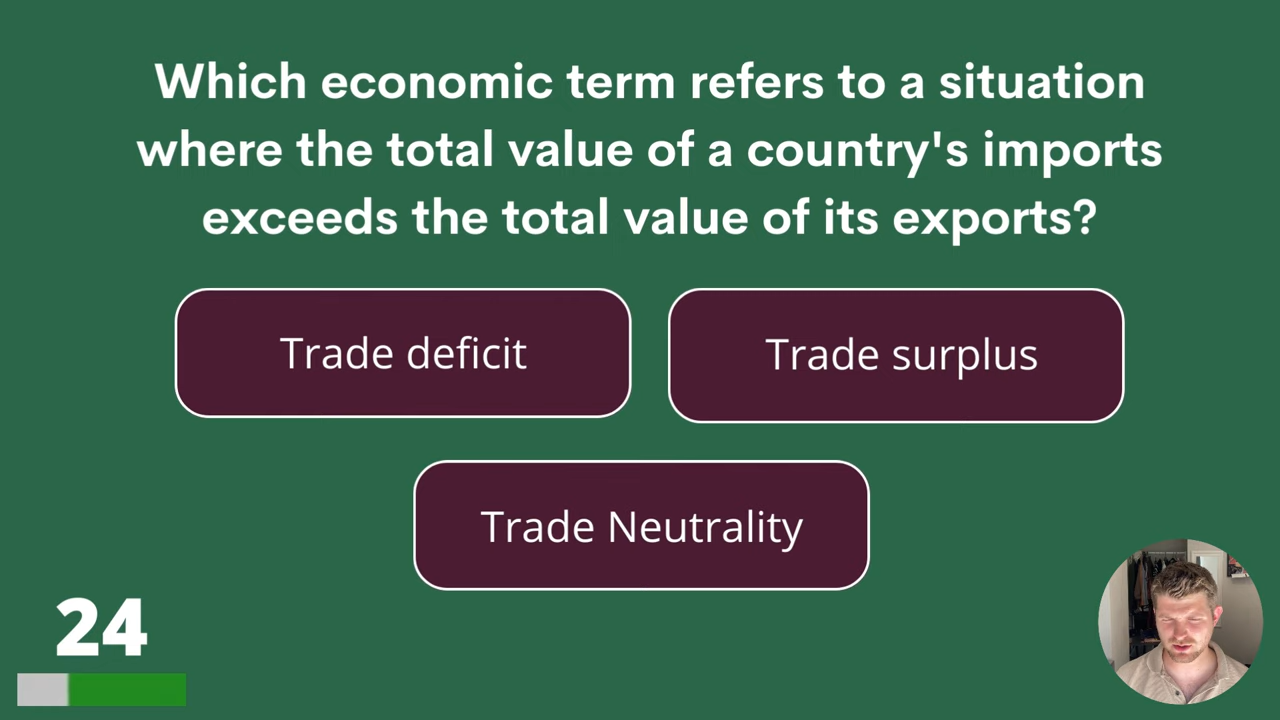 Which economic term refers to a situation
where the total value of a country's imports
exceeds the total value of its exports?
Trade deficit
Trade surplus
Trade Neutrality
24